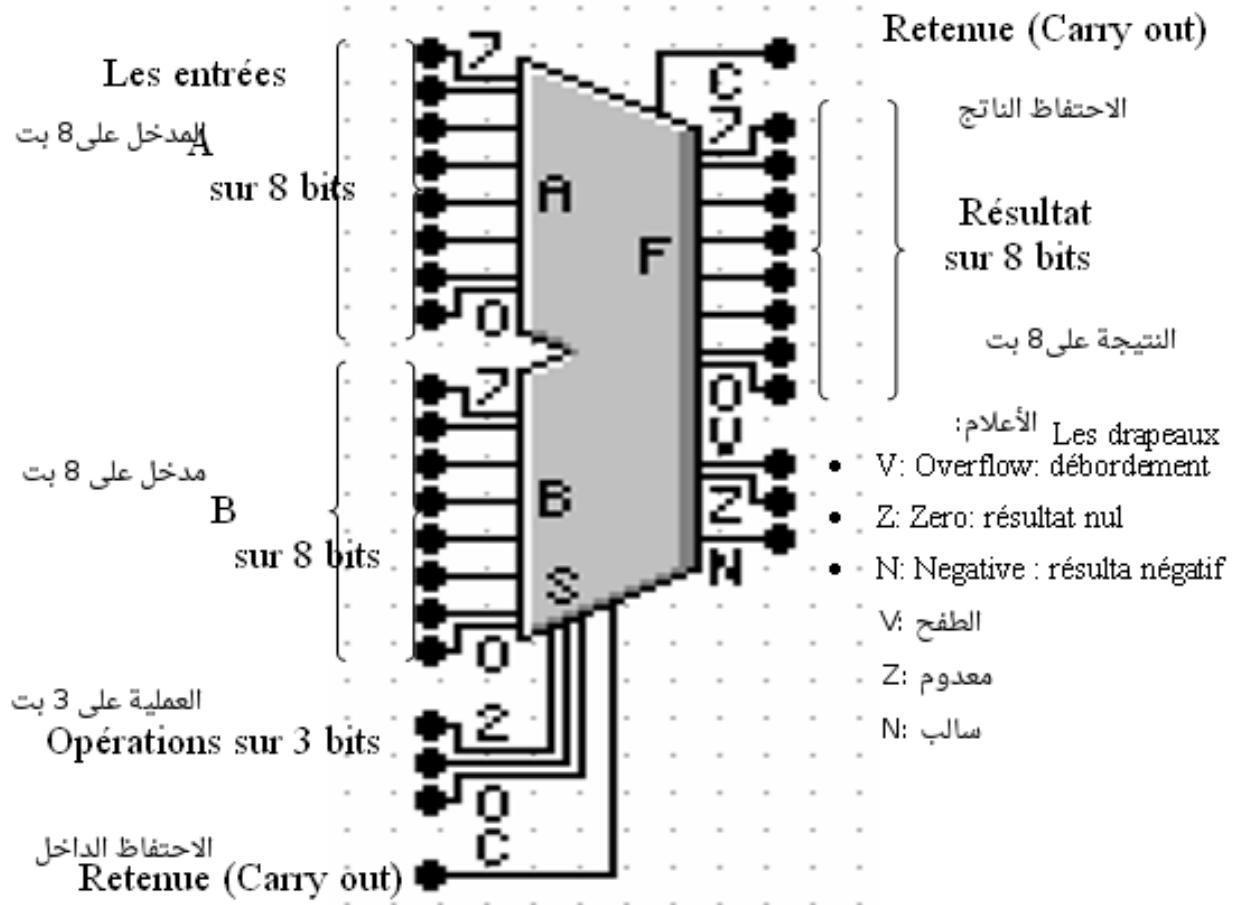 Les entrées
المدخل على 8 بت
A
sur 8 bits
مدخل على 8 بت
B
sur 8 bits
العملية على 3 بت
Opérations sur 3 bits
الاحتفاظ الداخل
Retenue (Carry out)
7
A
0
7
B
S
0
2
0
C
F
C
7
0
V
Z
N
Retenue (Carry out)
الاحتفاظ الناتج
Résultat
sur 8 bits
النتيجة على 8 بت
الأعلام: Les drapeaux
• V: Overflow: débordement
• Z: Zero: résultat nul
• N: Negative : résulta négatif
V: الطفح
Z: معدوم
N: سالب